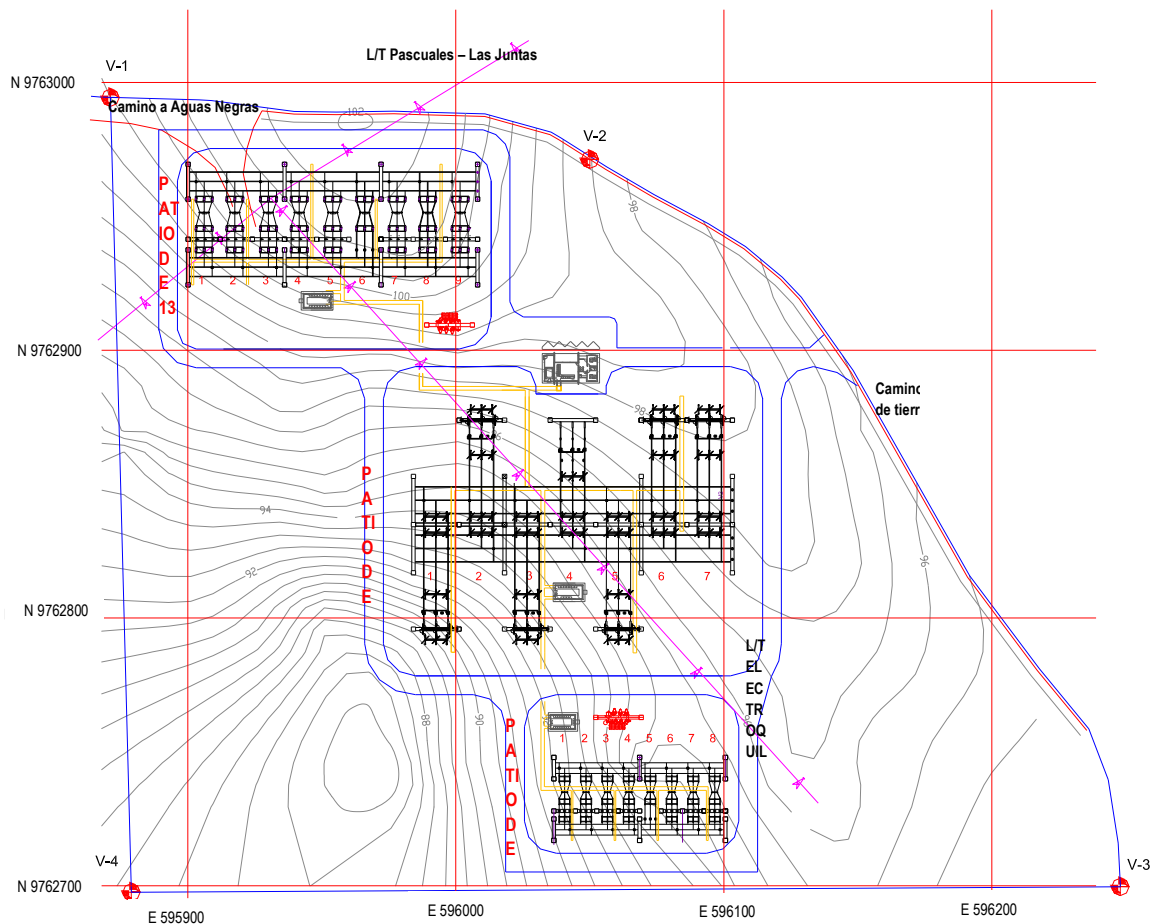 L/T Pascuales – Las Juntas
V-1
N 9763000
Camino a Aguas Negras
102
V-2
P
AT
IO
D
E
13
98
1 2 3 4 5 6 7 8 9
100
N 9762900
Camino
de tierr
98
96
P
A
TI
O
D
E
94
96
92
1 2 3 4 5 6 7
N 9762800
L/T
EL
EC
TR
OQ
UIL
88
90
92
P
A
TI
O
D
E
1 2 3 4 5 6 7 8
V-4
V-3
N 9762700
E 595900
E 596000
E 596100
E 596200